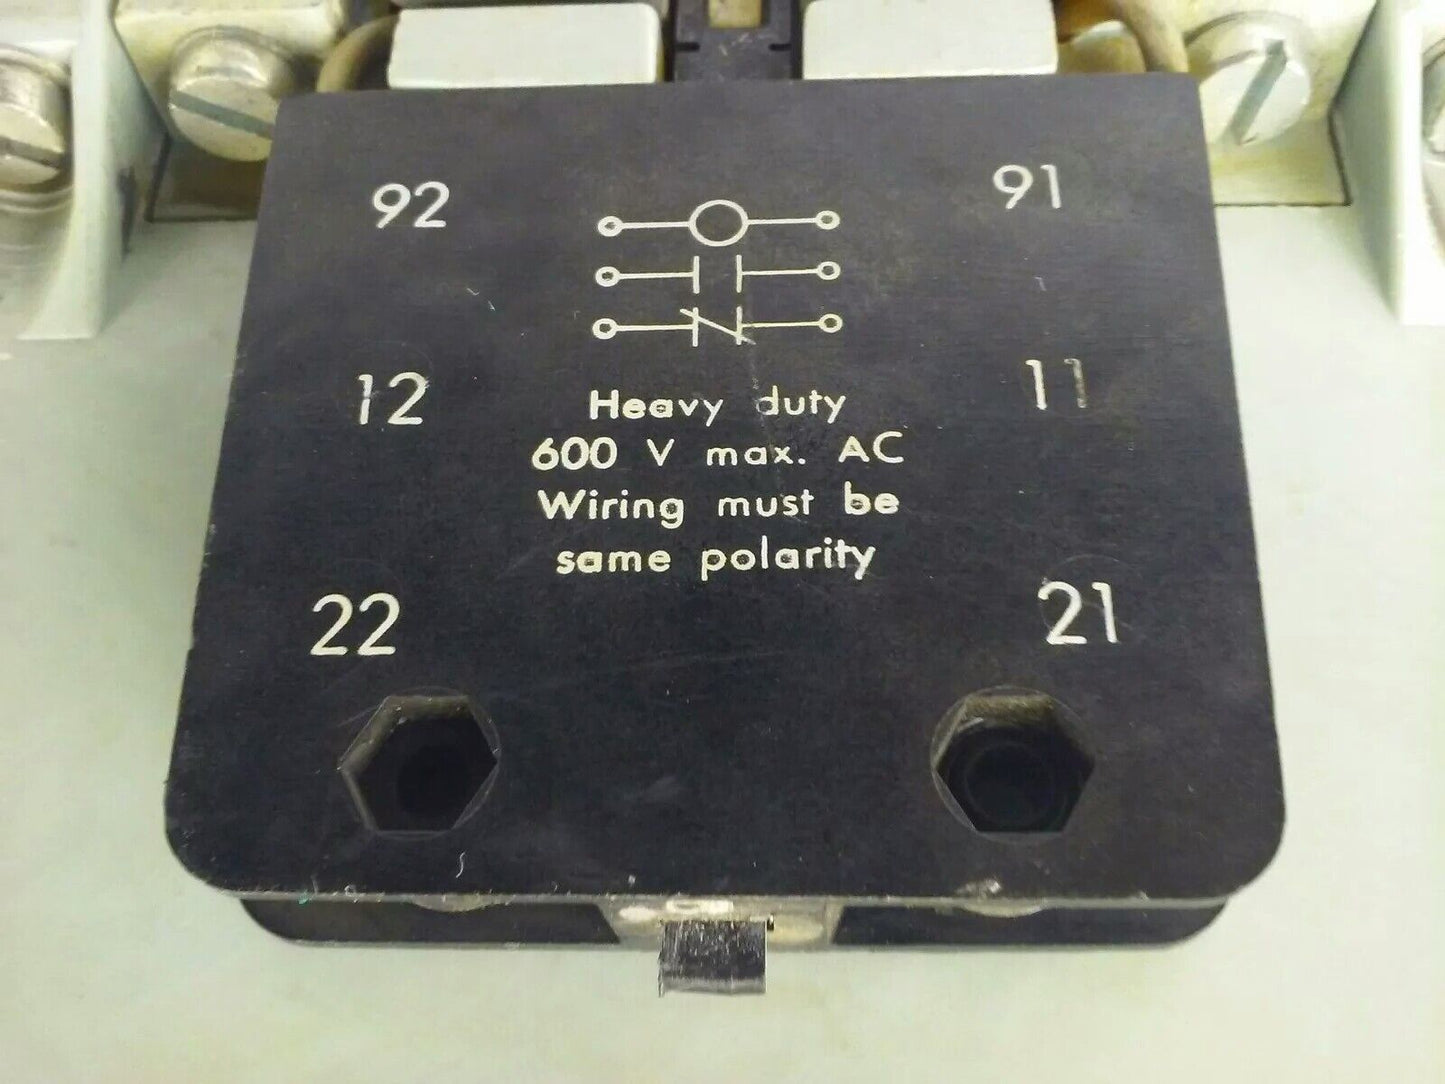 92 91
12 11
Heavy duty
600 V max. AC
Wiring must be
same polarity
22 21